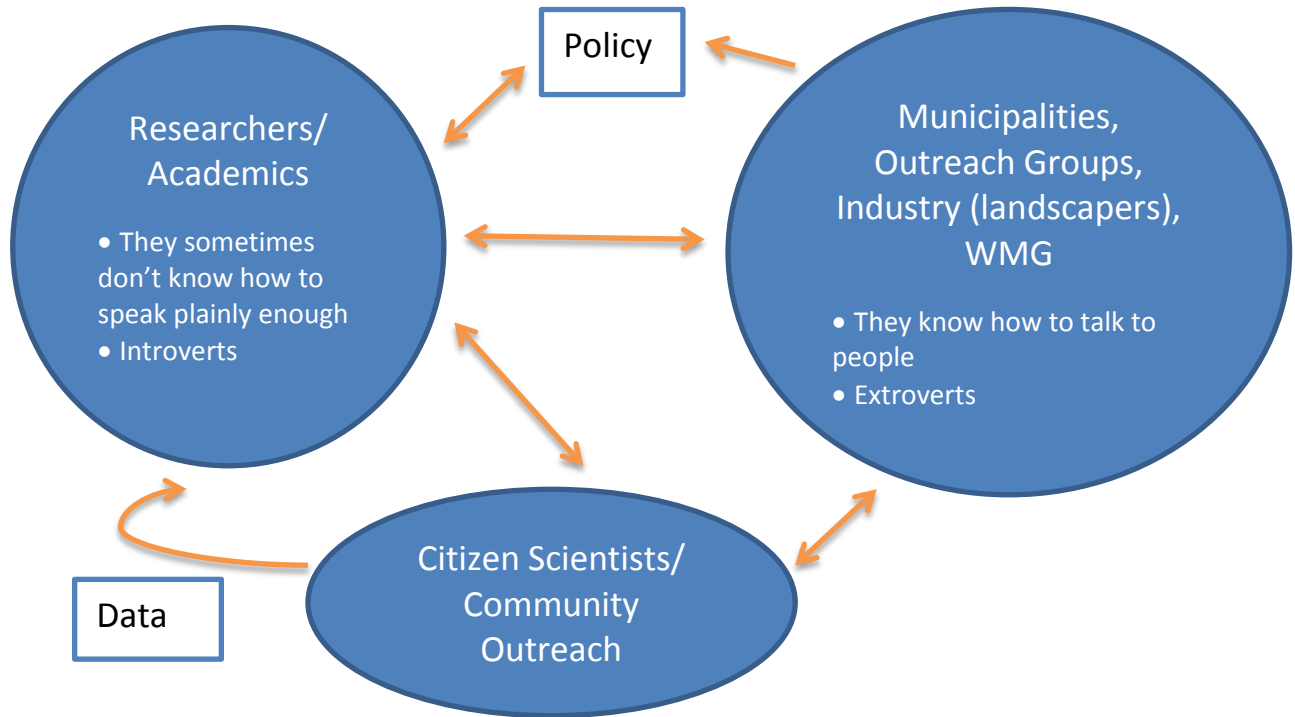 Policy
Researchers/
Academics
• They sometimes
don’t know how to
speak plainly enough
• Introverts
Municipalities,
Outreach Groups,
Industry (landscapers),
WMG
• They know how to talk to
people
• Extroverts
Citizen Scientists/
Community
Outreach
Data